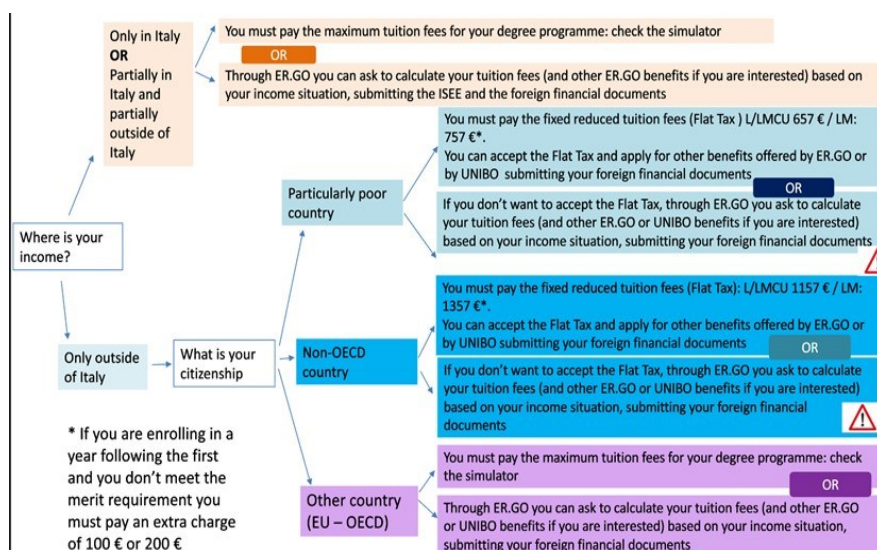 Only in Italy
OR
Partially in
Italy and
partially
outside of
Italy
You must pay the maximum tuition fees for your degree programme: check the simulator
OR
Through ER.GO you can ask to calculate your tuition fees (and other ER.GO benefits if you are interested) based on
your income situation, submitting the ISEE and the foreign financial documents
Where is your
income?
Only outside
of Italy
What is your
citizenship
Particularly poor
country
You must pay the fixed reduced tuition fees (Flat Tax ) L/LMCU 657 € / LM:
757 €*.
You can accept the Flat Tax and apply for other benefits offered by ER.GO or
by UNIBO submitting your foreign financial documents
OR
If you don't want to accept the Flat Tax, through ER.GO you ask to calculate
your tuition fees (and other ER.GO or UNIBO benefits if you are interested)
based on your income situation, submitting your foreign financial documents
Non-OECD
country
You must pay the fixed reduced tuition fees (Flat Tax): L/LMCU 1157 € / LM:
1357 €*.
You can accept the Flat Tax and apply for other benefits offered by ER.GO or
by UNIBO submitting your foreign financial documents
OR
If you don't want to accept the Flat Tax, through ER.GO you ask to calculate
your tuition fees (and other ER.GO or UNIBO benefits if you are interested)
based on your income situation, submitting your foreign financial
documents
Other country
(EU – OECD)
You must pay the maximum tuition fees for your degree programme: check
the simulator
OR
Through ER.GO you can ask to calculate your tuition fees (and other ER.GO
or UNIBO benefits if you are interested) based on your income situation,
submitting your foreign financial documents
* If you are enrolling in a
year following the first
and you don't meet the
merit requirement you
must pay an extra charge
of 100 € or 200 €